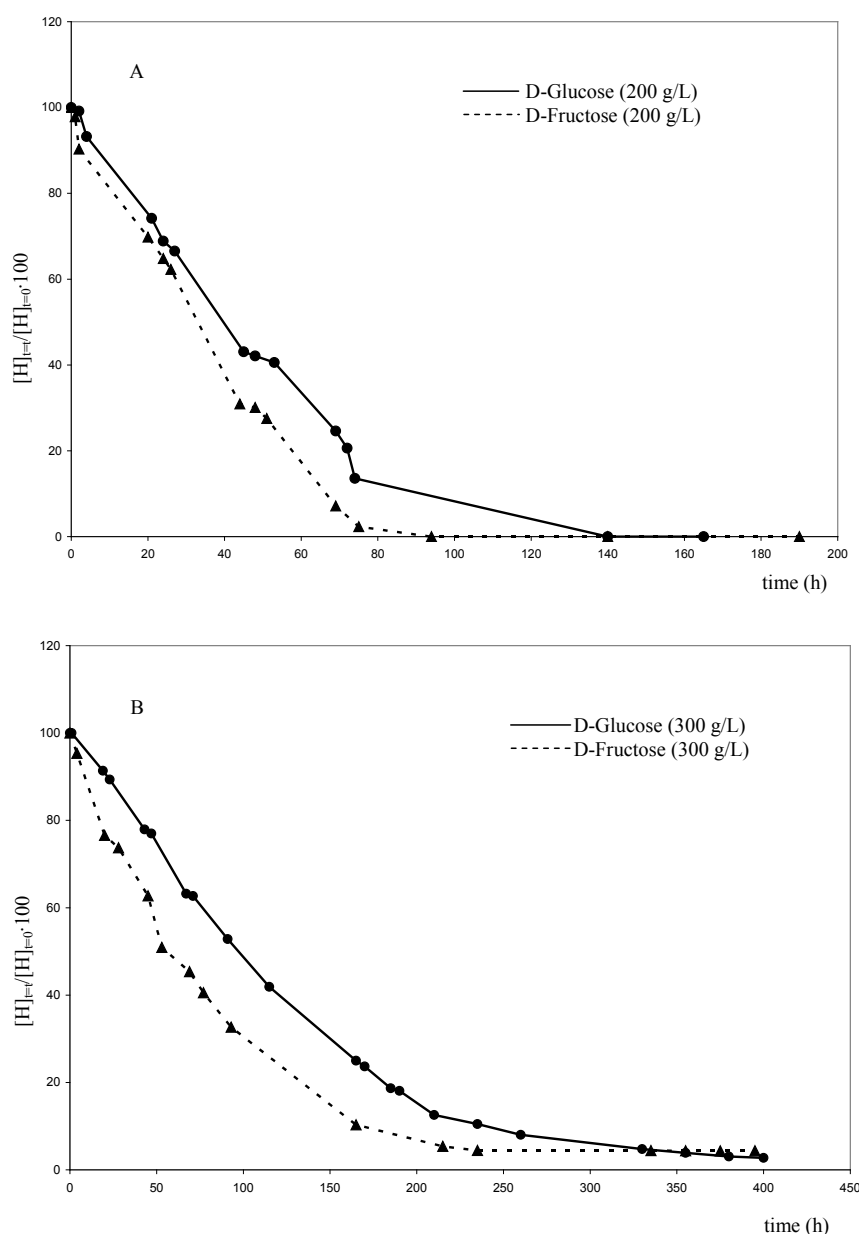 120
A
D-Glucose (200 g/L)
D-Fructose (200 g/L)
100
80
60
40
20
0
[H]t=t/[H]t=0·100
0 20 40 60 80 100 120 140 160 180 200
time (h)
120
B
D-Glucose (300 g/L)
D-Fructose (300 g/L)
100
80
60
40
20
0
[H]t=t/[H]t=0·100
0 50 100 150 200 250 300 350 400 450
time (h)